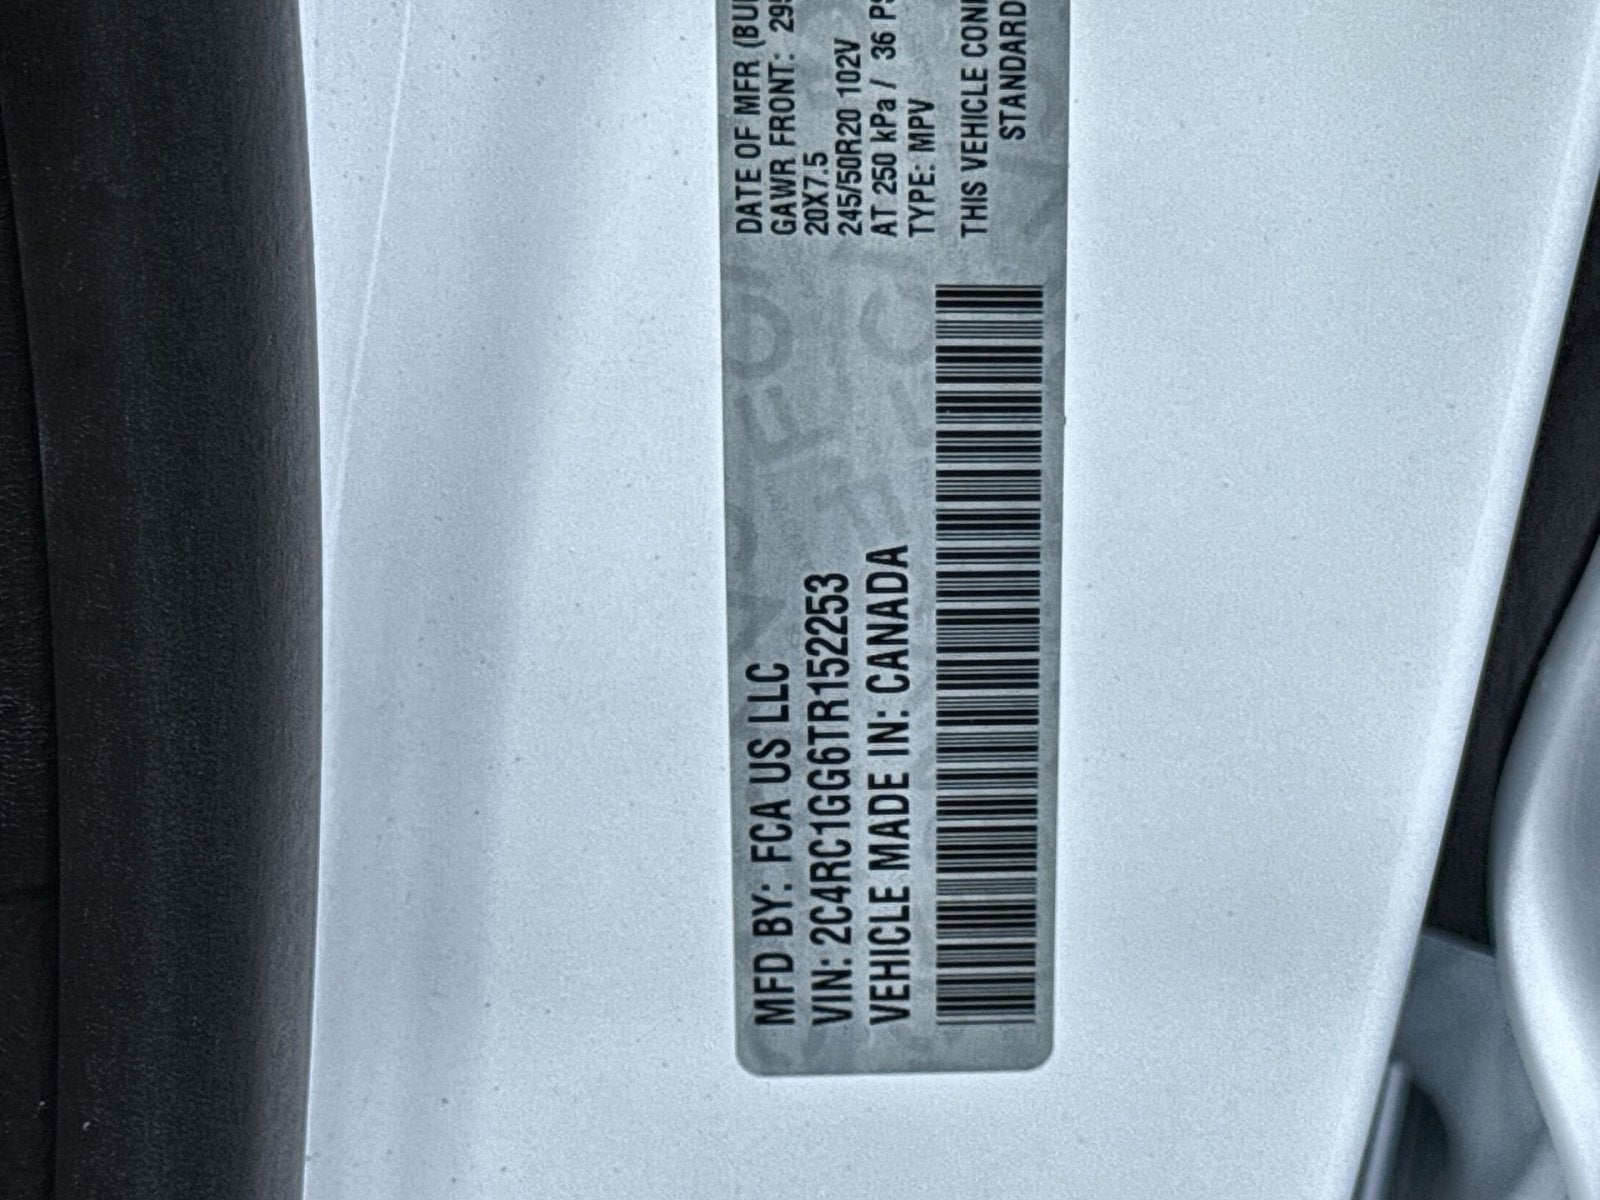 MFD BY: FCA US LLC
VIN: 2C4RC1GG6TR152253
VEHICLE MADE IN: CANADA
DATE OF MFR
GAWR FRONT:
20X7.5
245/50R20 102V
AT 250 kPa / 36
TYPE: MPV
THIS VEHICLE
STANDARD